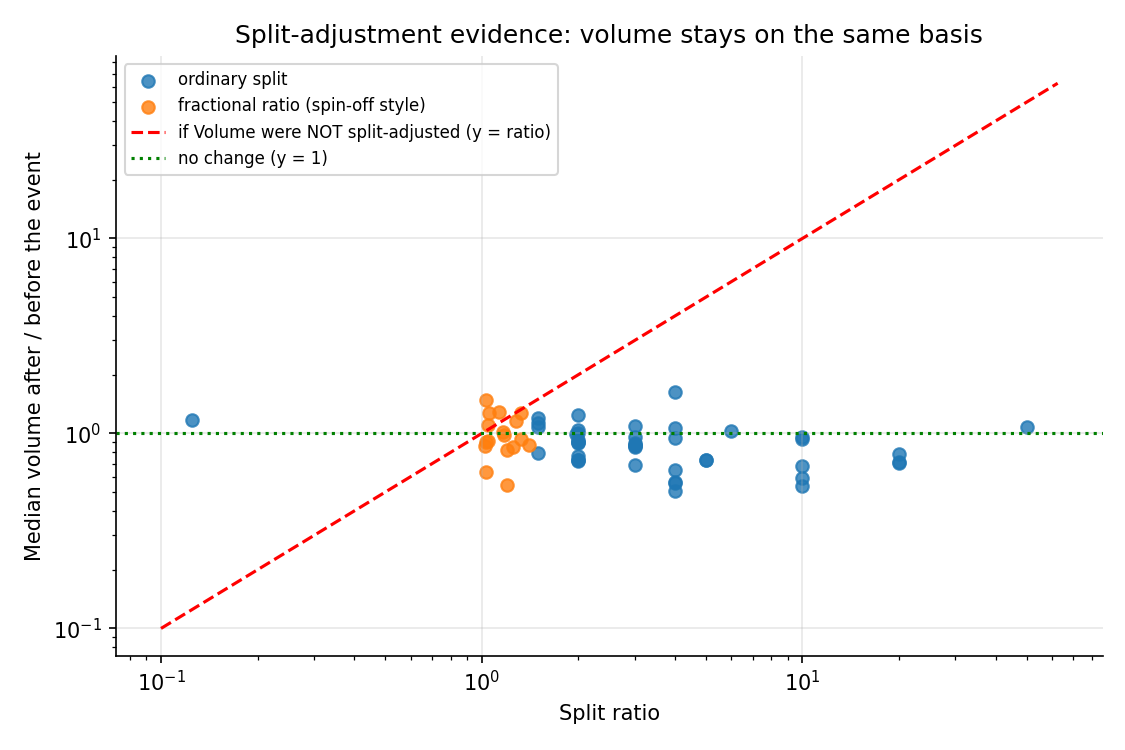 Split-adjustment evidence: volume stays on the same basis
ordinary split
fractional ratio (spin-off style)
if Volume were NOT split-adjusted (y = ratio)
no change (y = 1)
Median volume after / before the event
10¹
10⁰
10⁻¹
10⁻¹ 10⁰ 10¹
Split ratio